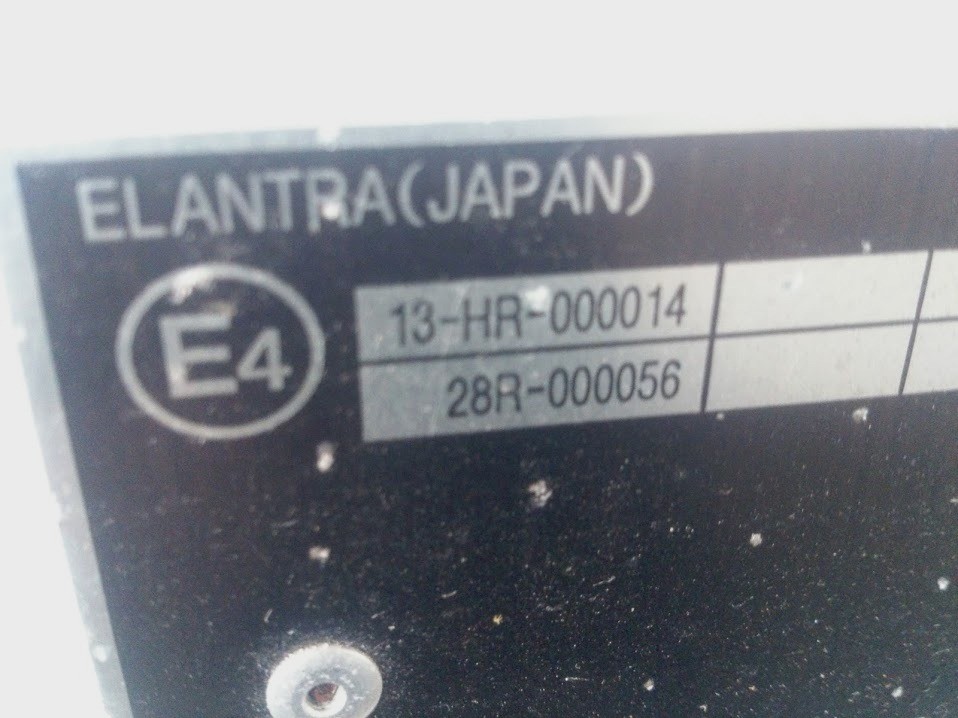 ELANTRA(JAPAN)
E4
13-HR-000014
28R-000056